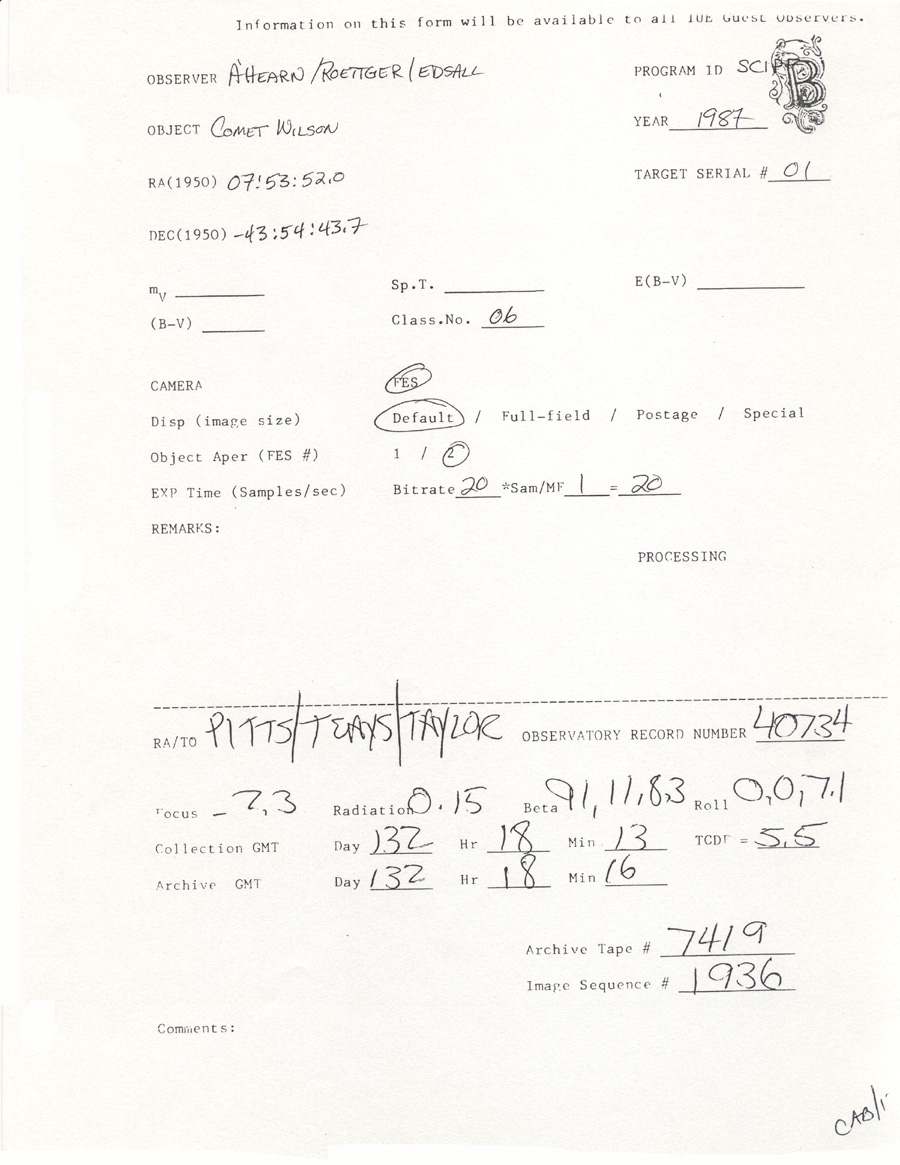 Information on this form will be available to all IUE Guest Observers.
OBSERVER A'HEARN/ROETTGER/EDSALL PROGRAM ID
B
OBJECT COMET WILSON YEAR 1987
RA(1950) 07:53:52.0 TARGET SERIAL # 01
DEC(1950) -43:54:43.7
mV Sp.T. E(B-V)
(B-V) Class.No. 06
CAMERA FES
Disp (image size) Default / Full-field / Postage / Special
Object Aper (FES #) 1 / 2
EXP Time (Samples/sec) Bitrate 20 *Sam/MF 1 = 20
REMARKS:
PROCESSING
RA/TO PITTS/TEAYS/TAYLOR OBSERVATORY RECORD NUMBER 40734
Focus -2.3 Radiation 0.15 Beta 91,11,83 Roll 0,0,7.1
Collection GMT Day 132 Hr 18 Min 13 TCDF = 5.5
Archive GMT Day 132 Hr 18 Min 16
Archive Tape # 7419
Image Sequence # 1936
Comments: